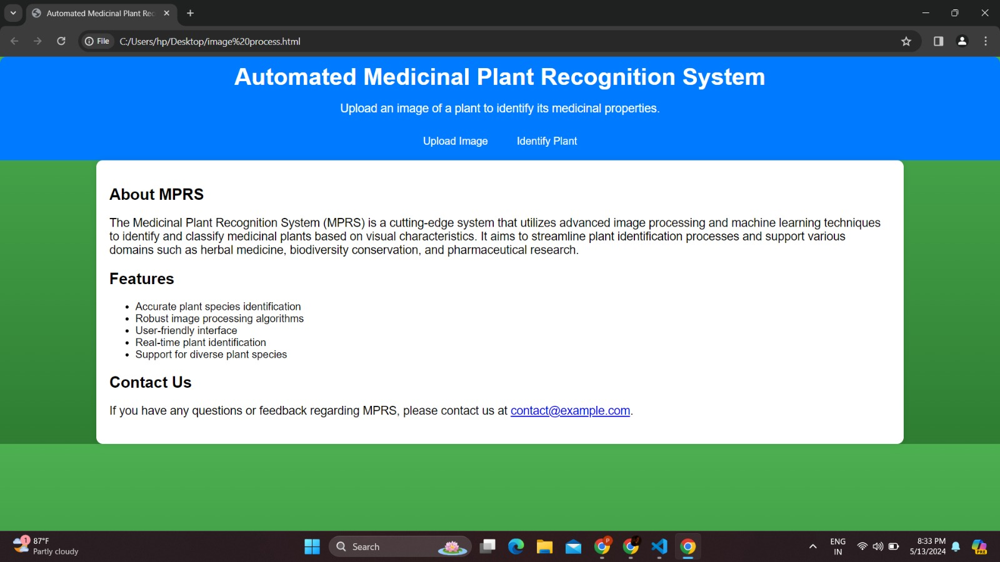 Automated Medicinal Plant Rec
File
C:/Users/hp/Desktop/image%20process.html
Automated Medicinal Plant Recognition System
Upload an image of a plant to identify its medicinal properties.
Upload Image Identify Plant
About MPRS
The Medicinal Plant Recognition System (MPRS) is a cutting-edge system that utilizes advanced image processing and machine learning techniques
to identify and classify medicinal plants based on visual characteristics. It aims to streamline plant identification processes and support various
domains such as herbal medicine, biodiversity conservation, and pharmaceutical research.
Features
• Accurate plant species identification
• Robust image processing algorithms
• User-friendly interface
• Real-time plant identification
• Support for diverse plant species
Contact Us
If you have any questions or feedback regarding MPRS, please contact us at contact@example.com.
1
87°F
Partly cloudy
Search
P
ENG
IN
8:33 PM
5/13/2024
PRE